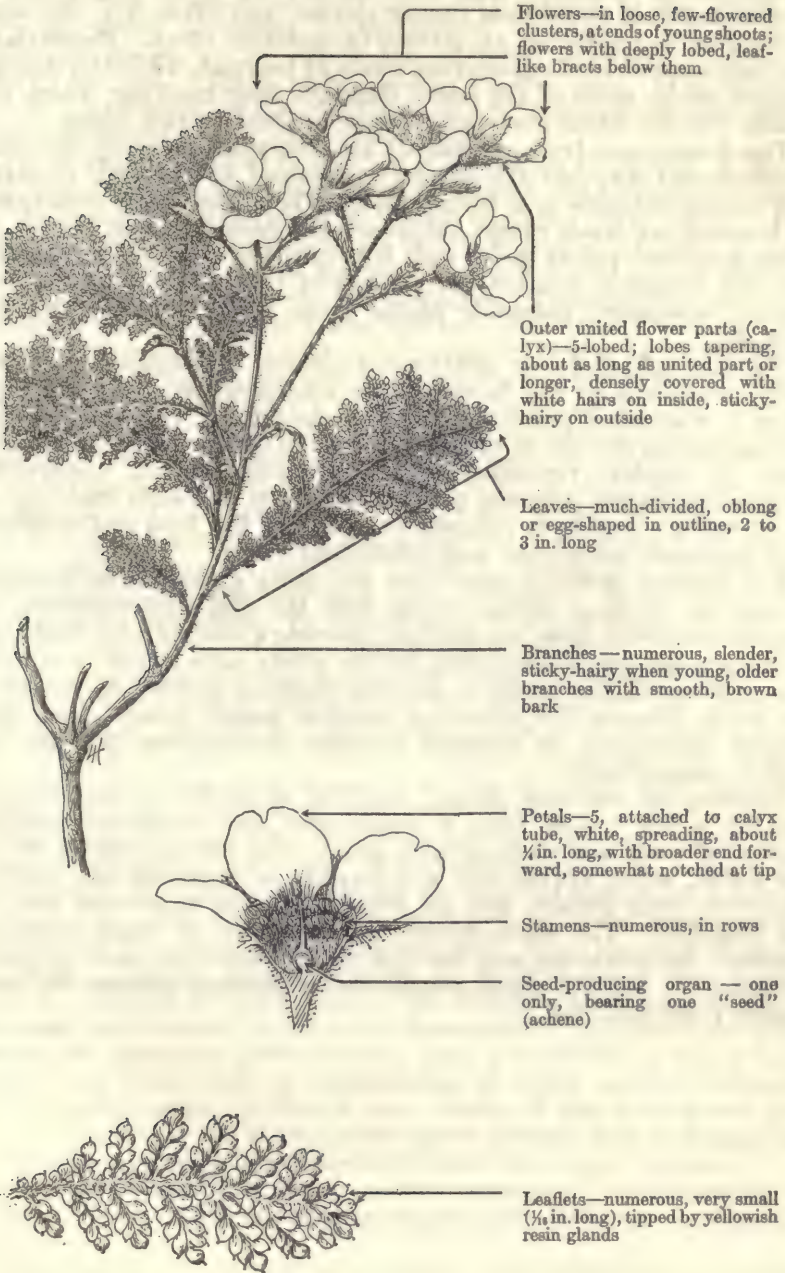 Flowers—in loose, few-flowered
clusters, at ends of young shoots;
flowers with deeply lobed, leaf-
like bracts below them
Outer united flower parts (ca-
lyx)—5-lobed; lobes tapering,
about as long as united part or
longer, densely covered with
white hairs on inside, sticky-
hairy on outside
Leaves—much-divided, oblong
or egg-shaped in outline, 2 to
3 in. long
Branches—numerous, slender,
sticky-hairy when young, older
branches with smooth, brown
bark
Petals—5, attached to calyx
tube, white, spreading, about
¼ in. long, with broader end for-
ward, somewhat notched at tip
Stamens—numerous, in rows
Seed-producing organ — one
only, bearing one "seed"
(achene)
Leaflets—numerous, very small
(in. long), tipped by yellowish
resin glands